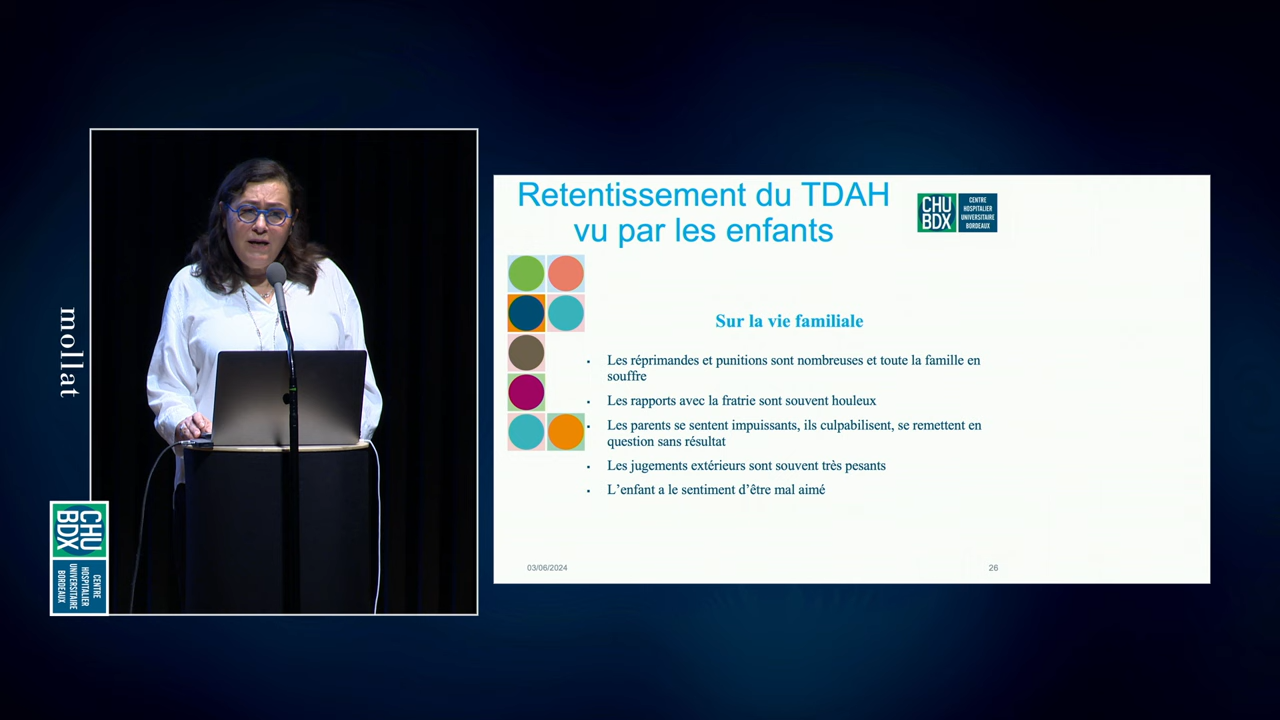 mollat
CHU
BDX
CENTRE
HOSPITALIER
UNIVERSITAIRE
BORDEAUX
Retentissement du TDAH
vu par les enfants
CHU
BDX
CENTRE
HOSPITALIER
UNIVERSITAIRE
BORDEAUX
Sur la vie familiale
• Les réprimandes et punitions sont nombreuses et toute la famille en
souffre
• Les rapports avec la fratrie sont souvent houleux
• Les parents se sentent impuissants, ils culpabilisent, se remettent en
question sans résultat
• Les jugements extérieurs sont souvent très pesants
• L’enfant a le sentiment d’être mal aimé
03/06/2024
26